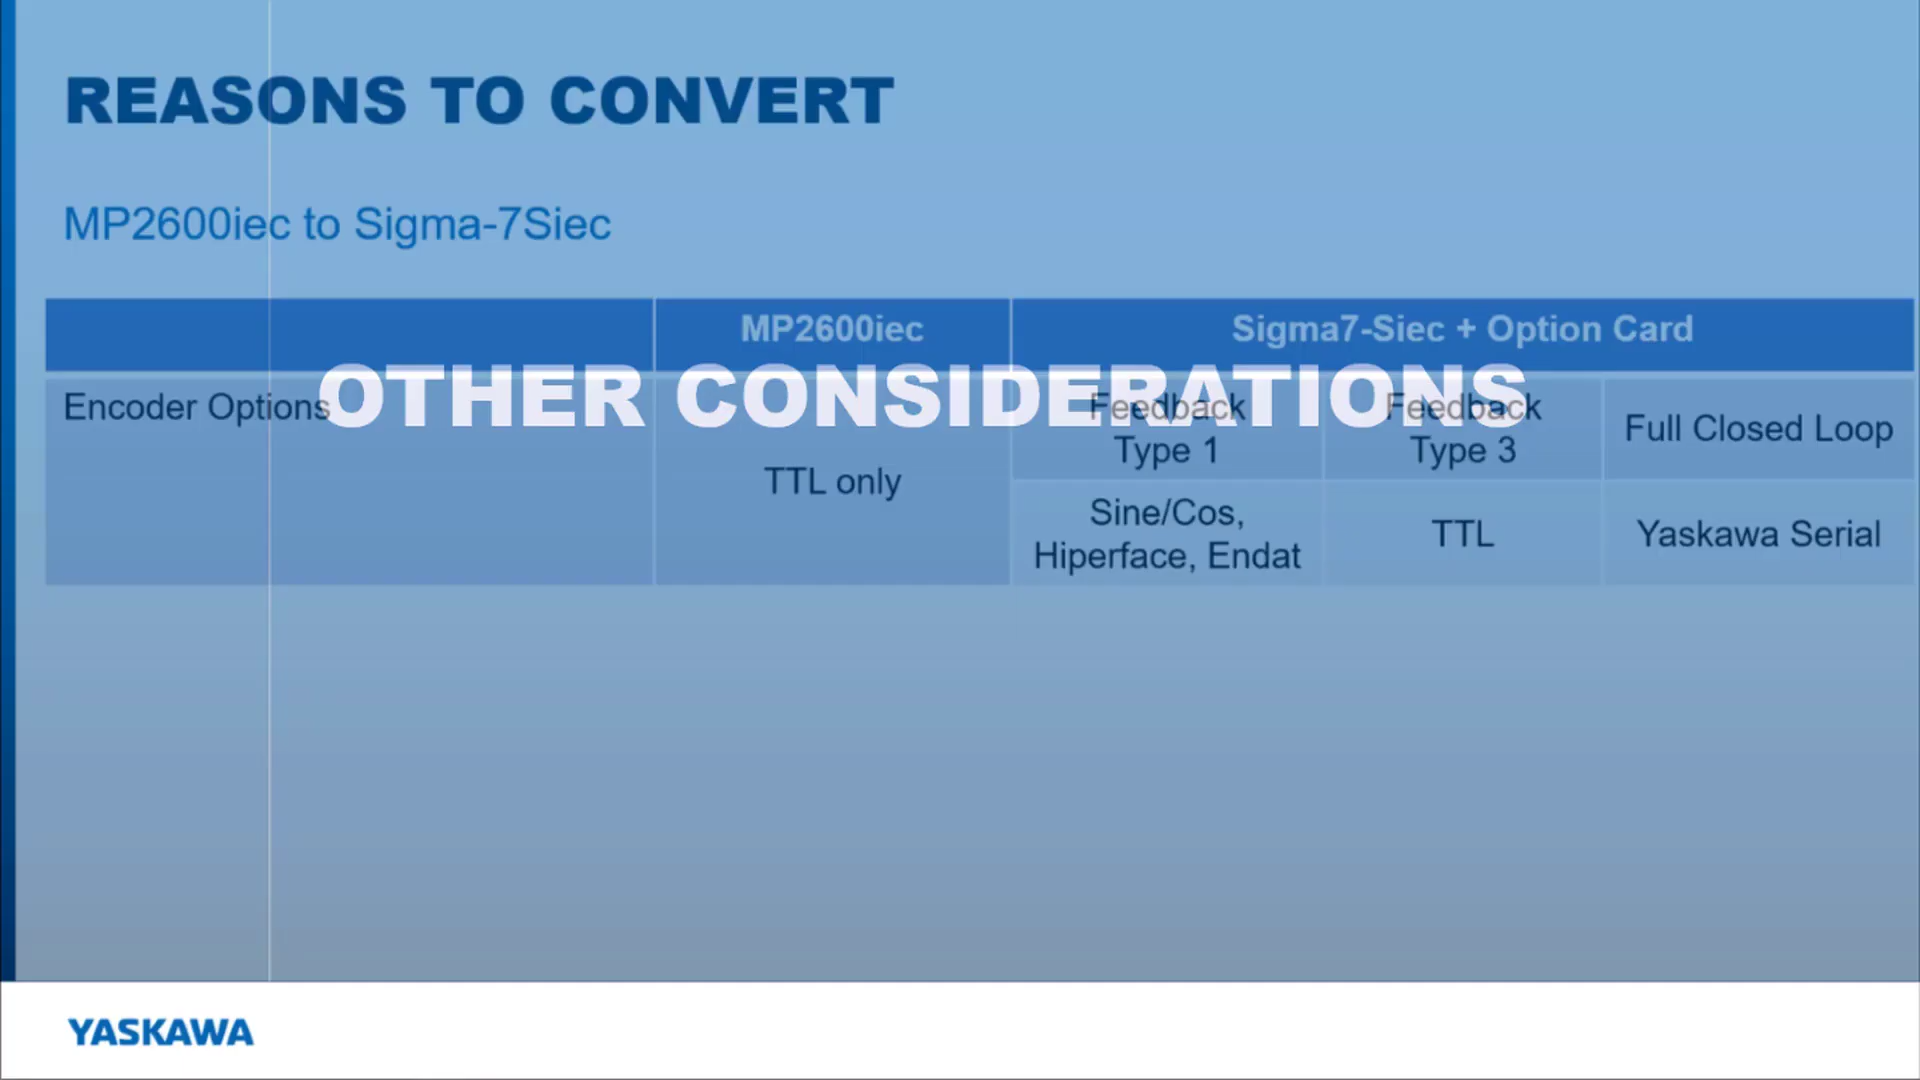 REASONS TO CONVERT
MP2600iec to Sigma-7Siec
MP2600iec
Sigma7-Siec + Option Card
OTHER CONSIDERATIONS
Encoder Options
TTL only
Feedback
Type 1
Feedback
Type 3
Full Closed Loop
Sine/Cos,
Hiperface, Endat
TTL
Yaskawa Serial
YASKAWA